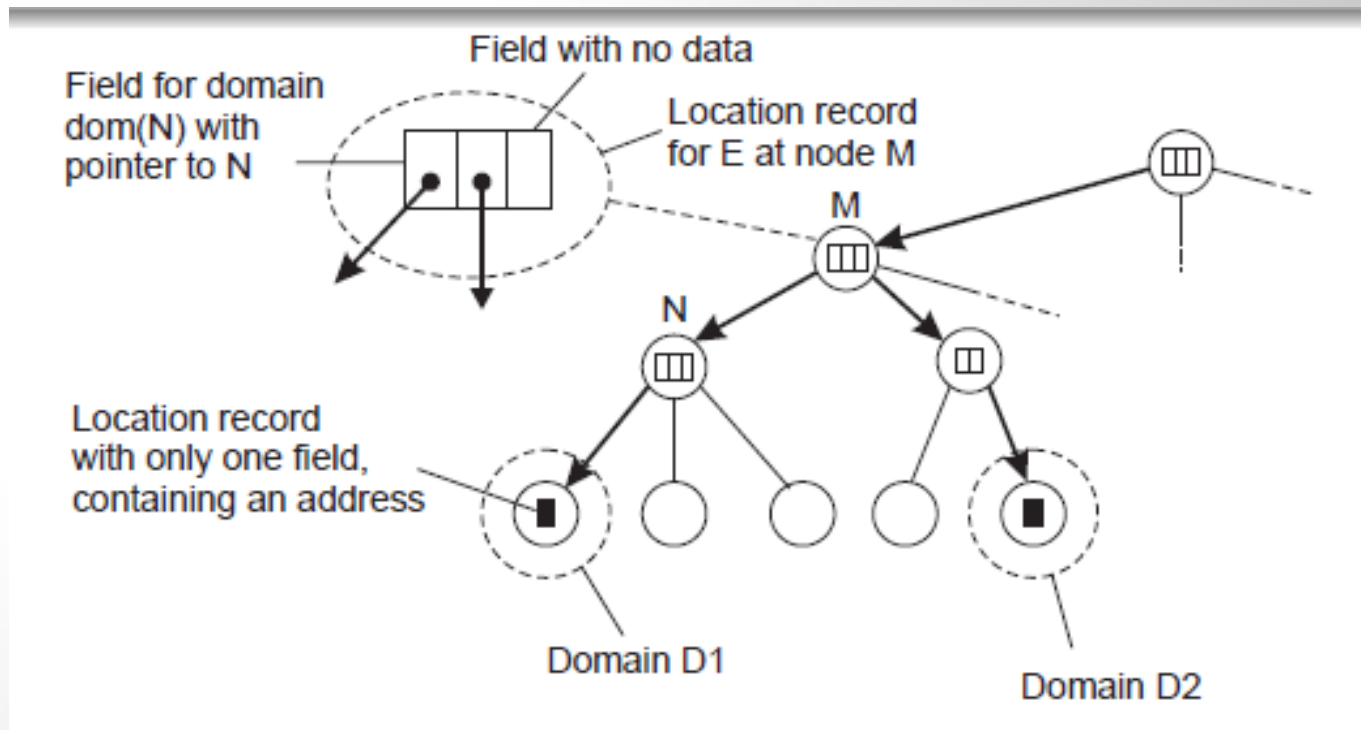 Field with no data
Field for domain
dom(N) with
pointer to N
Location record
for E at node M
M
N
Location record
with only one field,
containing an address
Domain D1
Domain D2